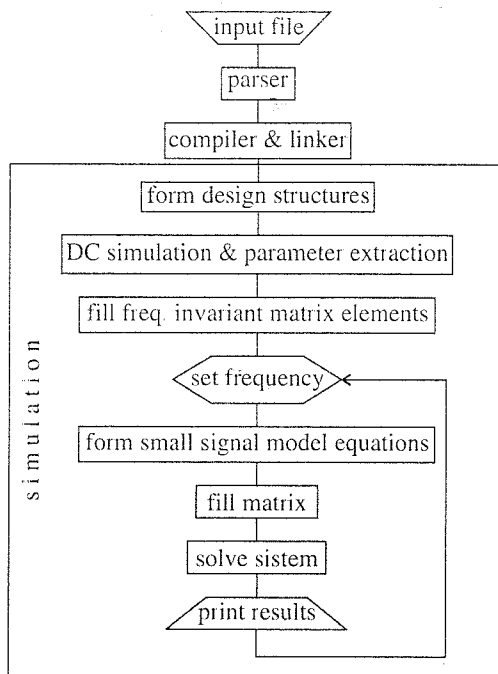 input file
parser
compiler & linker
form design structures
DC simulation & parameter extraction
fill freq. invariant matrix elements
set frequency
form small signal model equations
fill matrix
solve sistem
print results
simulation